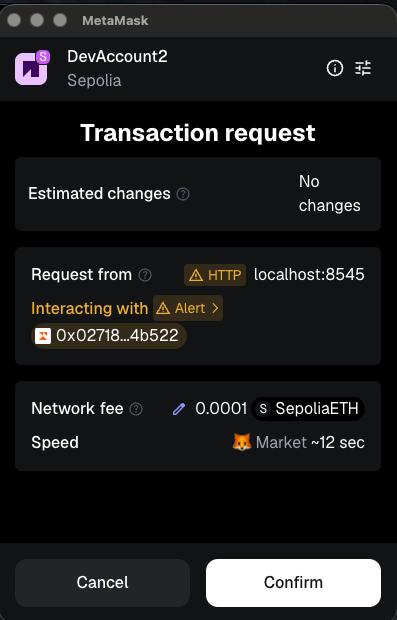 MetaMask
S
DevAccount2
Sepolia
Transaction request
Estimated changes ? No
changes
Request from ? HTTP localhost:8545
Interacting with Alert >
0x02718...4b522
Network fee ? 0.0001 S SepoliaETH
Speed Market ~12 sec
Cancel Confirm